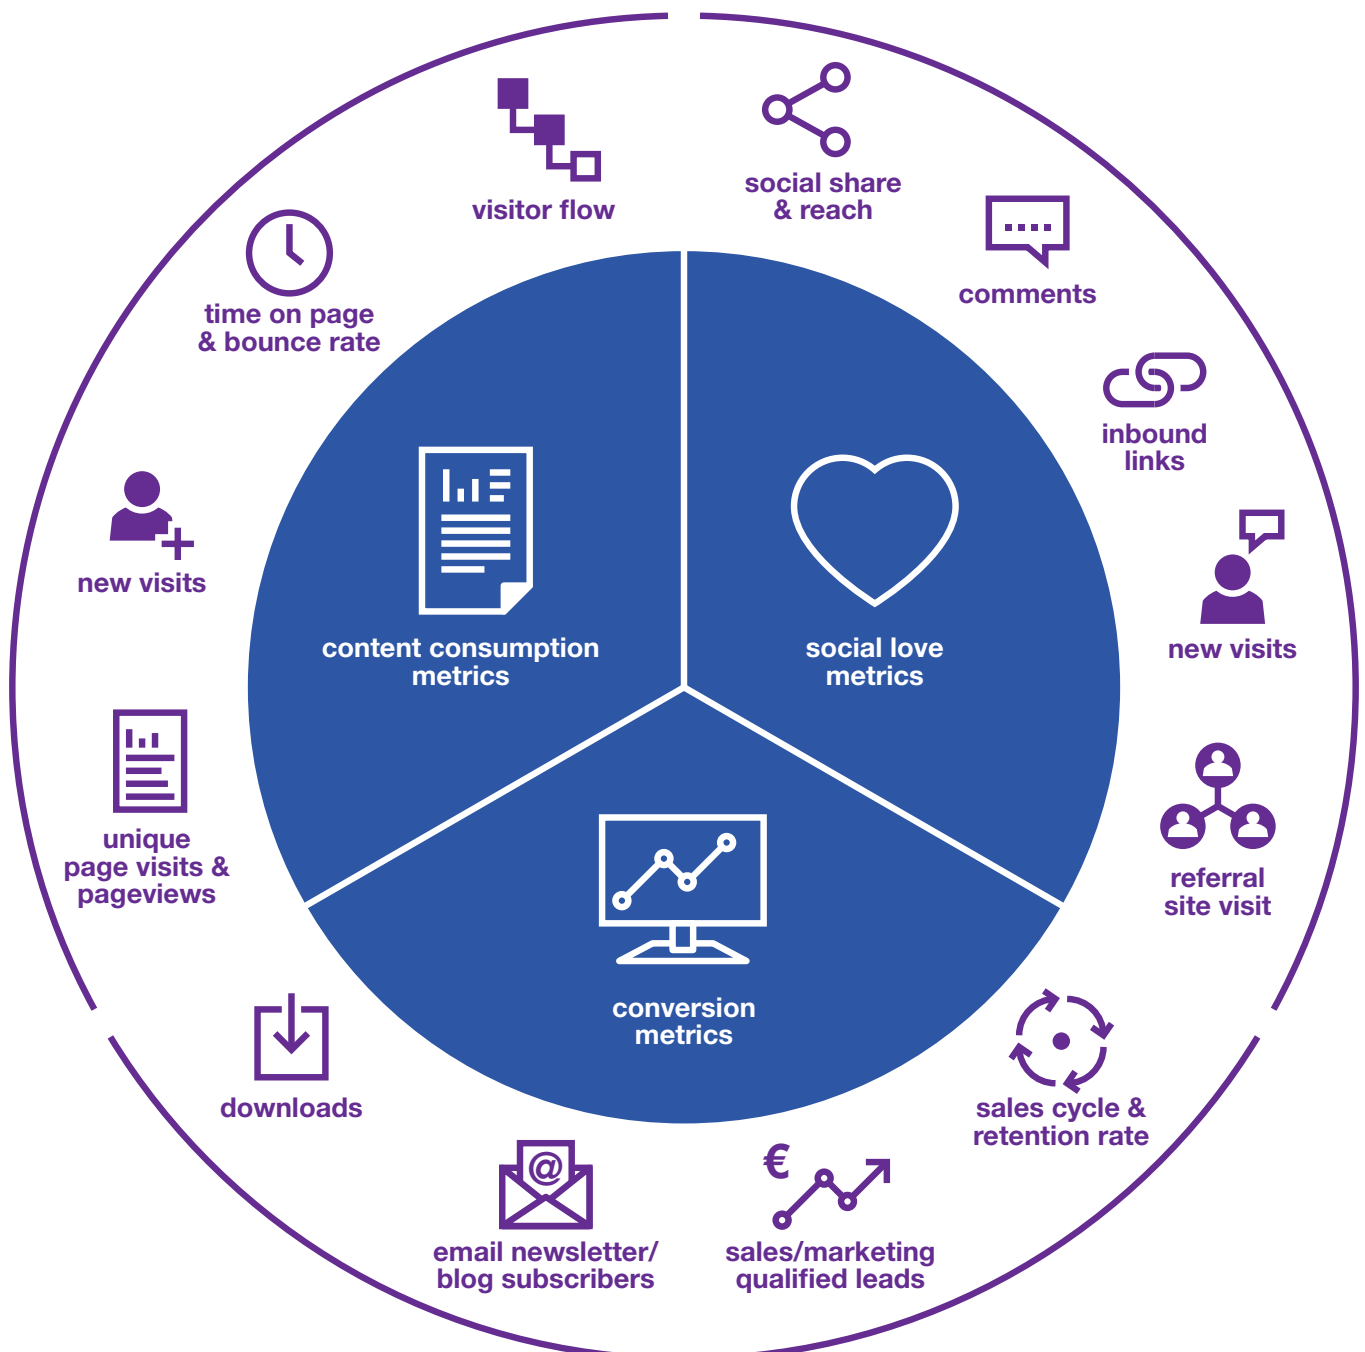 visitor flow
social share
& reach
time on page
& bounce rate
comments
inbound
links
new visits
new visits
content consumption
metrics
social love
metrics
unique
page visits &
pageviews
referral
site visit
conversion
metrics
downloads
sales cycle &
retention rate
@
email newsletter/
blog subscribers
€
sales/marketing
qualified leads